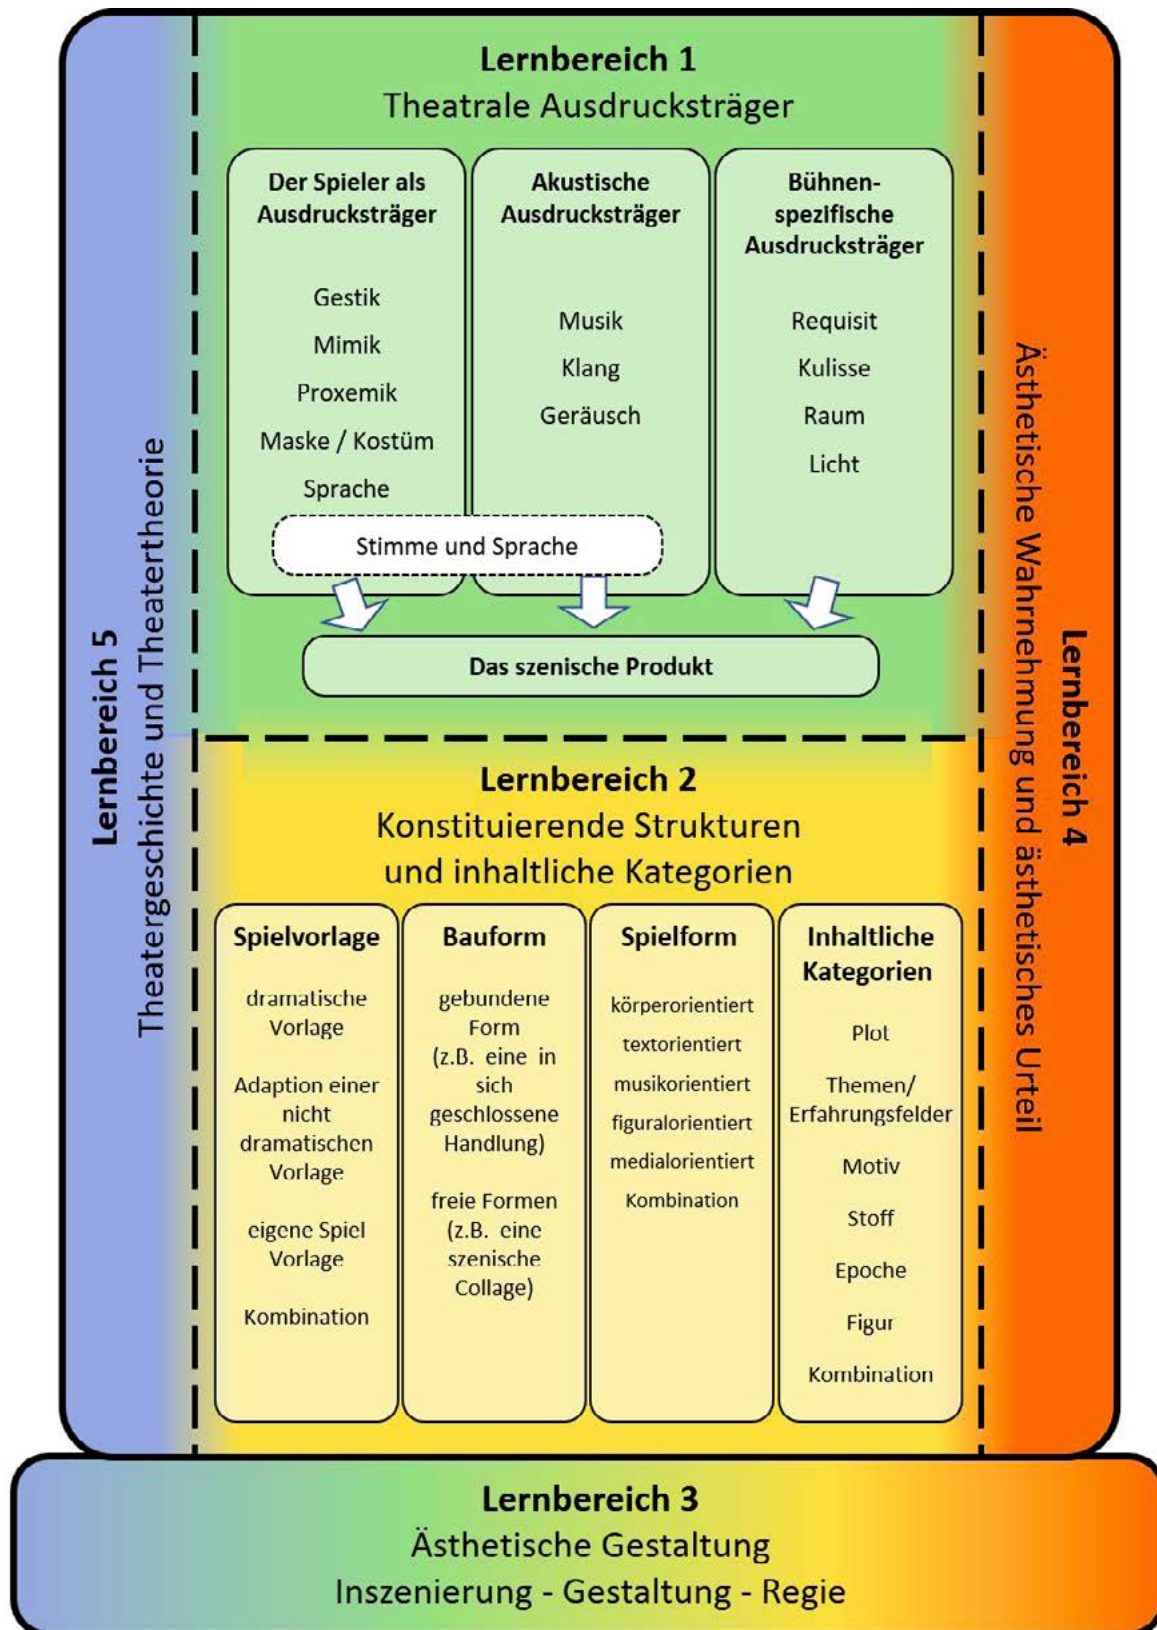 Lernbereich 1
Theatrale Ausdrucksträger
Der Spieler als
Ausdrucksträger
Gestik
Mimik
Proxemik
Maske / Kostüm
Sprache
Akustische
Ausdrucksträger
Musik
Klang
Geräusch
Bühnen-
spezifische
Ausdrucksträger
Requisit
Kulisse
Raum
Licht
Stimme und Sprache
Das szenische Produkt
Lernbereich 5
Theatergeschichte und Theatertheorie
Ästhetische Wahrnehmung und ästhetisches Urteil
Lernbereich 4
Lernbereich 2
Konstituierende Strukturen
und inhaltliche Kategorien
Spielvorlage
dramatische
Vorlage
Adaption einer
nicht
dramatischen
Vorlage
eigene Spiel
Vorlage
Kombination
Bauform
gebundene
Form
(z.B. eine in
sich
geschlossene
Handlung)
freie Formen
(z.B. eine
szenische
Collage)
Spielform
körperorientiert
textorientiert
musikorientiert
figuralorientiert
medialorientiert
Kombination
Inhaltliche
Kategorien
Plot
Themen/
Erfahrungsfelder
Motiv
Stoff
Epoche
Figur
Kombination
Lernbereich 3
Ästhetische Gestaltung
Inszenierung - Gestaltung - Regie